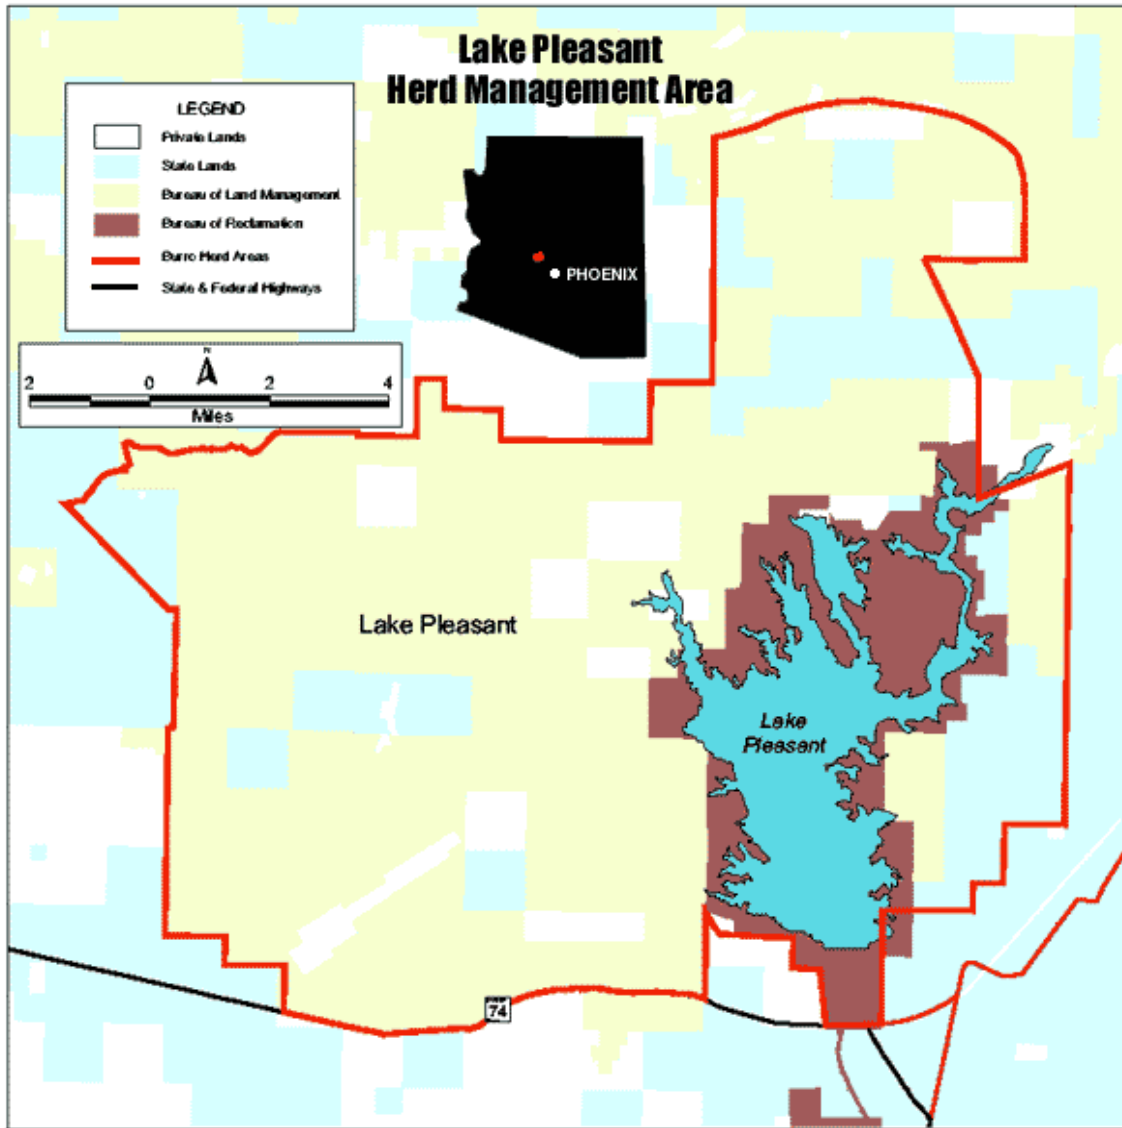 Lake Pleasant
Herd Management Area
LEGEND
Private Lands
State Lands
Bureau of Land Management
Bureau of Reclamation
Burro Herd Areas
State & Federal Highways
PHOENIX
N
2 0 2 4
Miles
Lake Pleasant
Lake
Pleasant
74